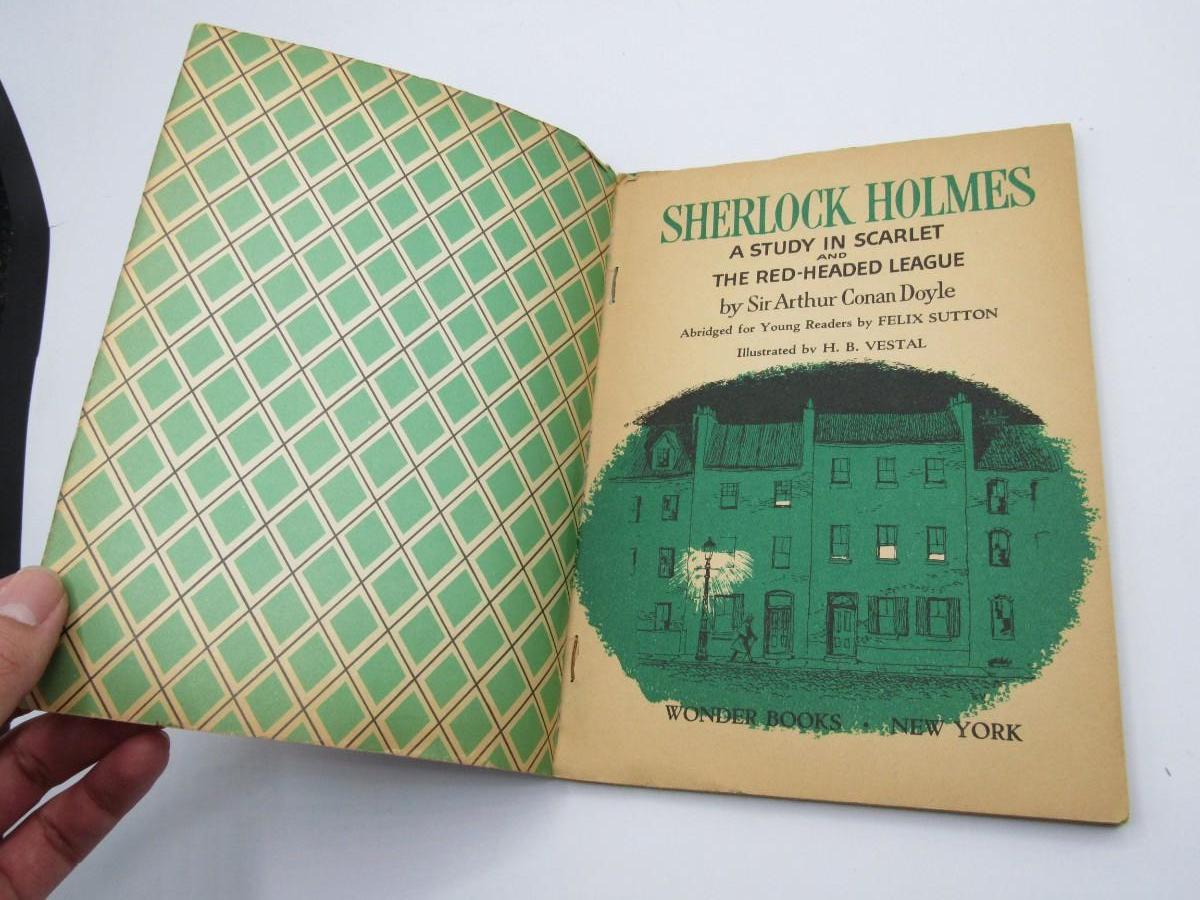 SHERLOCK HOLMES
A STUDY IN SCARLET
AND
THE RED-HEADED LEAGUE
by Sir Arthur Conan Doyle
Abridged for Young Readers by FELIX SUTTON
Illustrated by H. B. VESTAL
WONDER BOOKS · NEW YORK